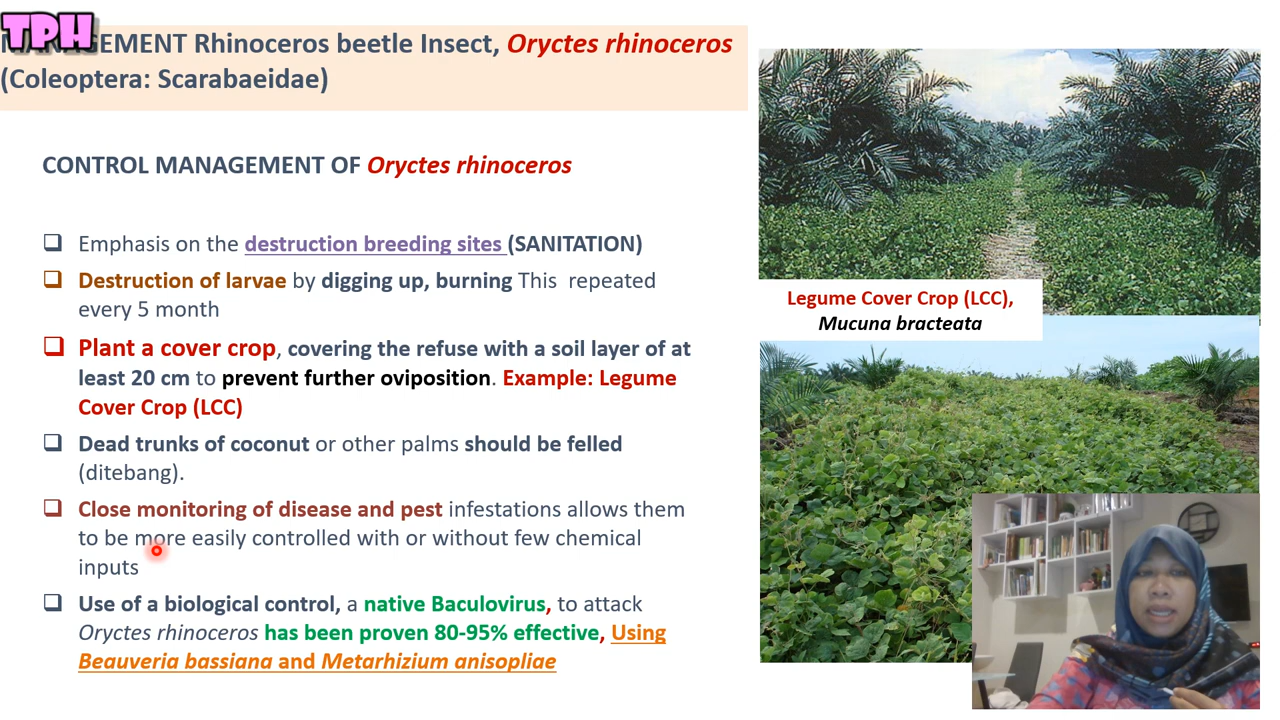 TPH
GEMENT Rhinoceros beetle Insect, Oryctes rhinoceros
(Coleoptera: Scarabaeidae)
CONTROL MANAGEMENT OF Oryctes rhinoceros
❑ Emphasis on the destruction breeding sites (SANITATION)
❑ Destruction of larvae by digging up, burning This repeated
every 5 month
❑ Plant a cover crop, covering the refuse with a soil layer of at
least 20 cm to prevent further oviposition. Example: Legume
Cover Crop (LCC)
❑ Dead trunks of coconut or other palms should be felled
(ditebang).
❑ Close monitoring of disease and pest infestations allows them
to be more easily controlled with or without few chemical
inputs
❑ Use of a biological control, a native Baculovirus, to attack
Oryctes rhinoceros has been proven 80-95% effective, Using
Beauveria bassiana and Metarhizium anisopliae
Legume Cover Crop (LCC),
Mucuna bracteata